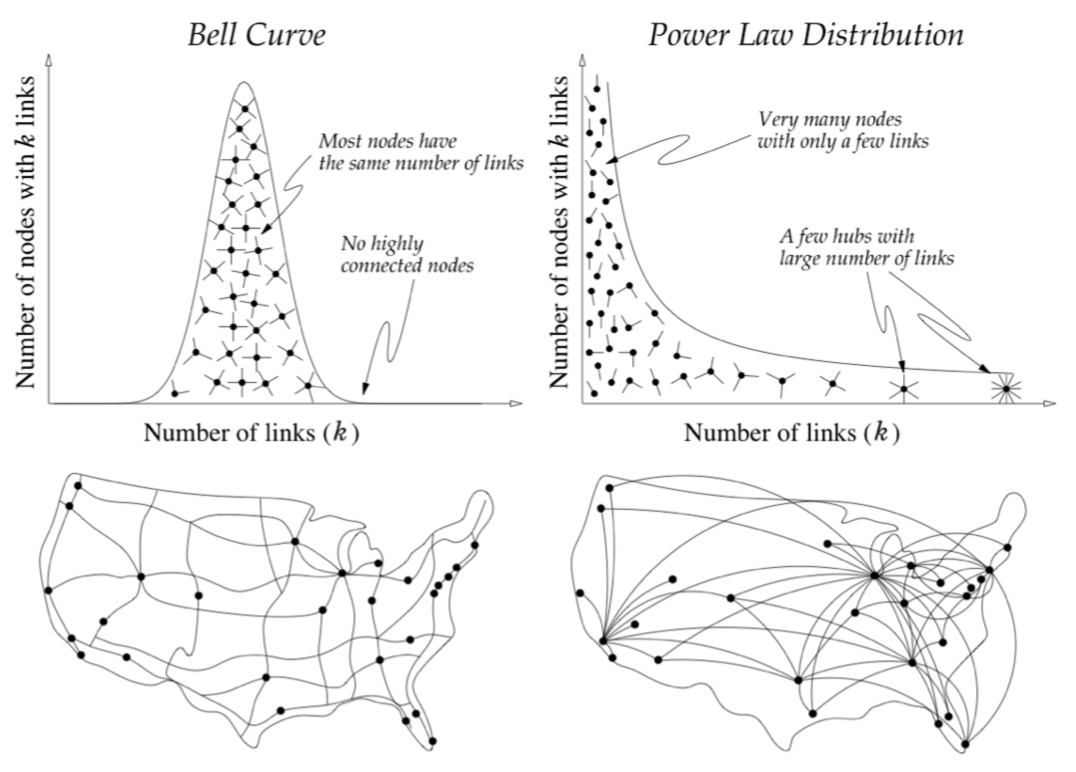 Bell Curve
Number of nodes with k links
Most nodes have
the same number of links
No highly
connected nodes
Number of links (k)
Power Law Distribution
Number of nodes with k links
Very many nodes
with only a few links
A few hubs with
large number of links
Number of links (k)